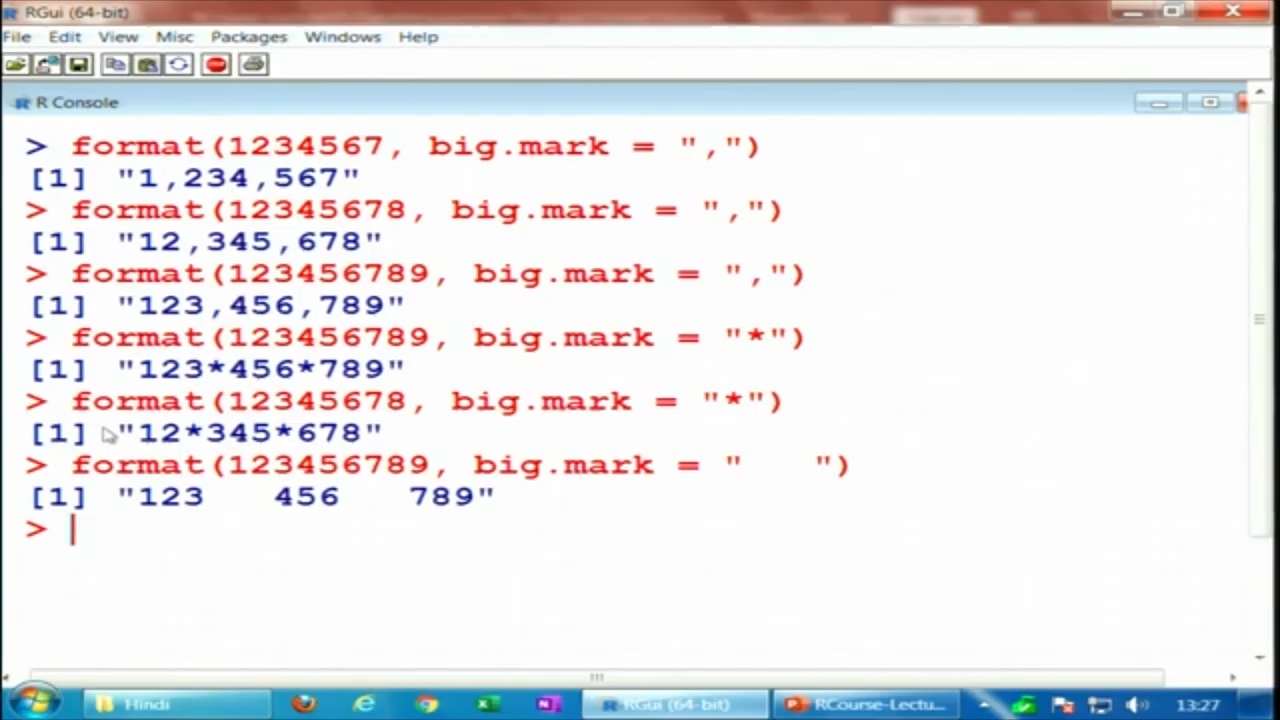 RGui (64-bit)
File Edit View Misc Packages Windows Help
STOP
R Console
> format(1234567, big.mark = ",")
[1] "1,234,567"
> format(12345678, big.mark = ",")
[1] "12,345,678"
> format(123456789, big.mark = ",")
[1] "123,456,789"
> format(123456789, big.mark = "*")
[1] "123*456*789"
> format(12345678, big.mark = "*")
[1] "12*345*678"
> format(123456789, big.mark = "   ")
[1] "123   456   789"
>
Hindi RGui (64-bit) RCourse-Lectu... 13:27